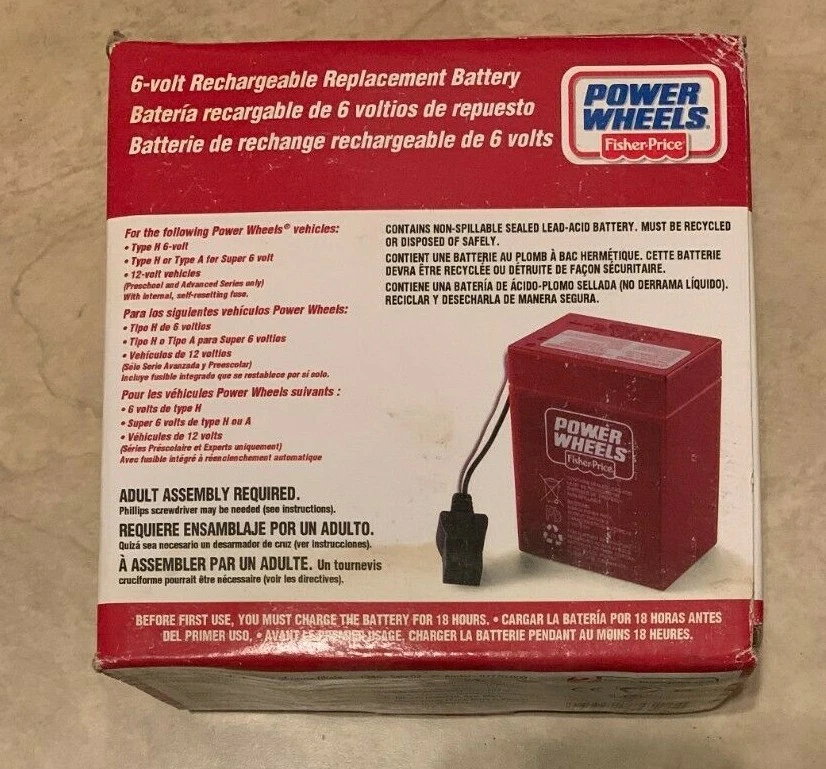 6-volt Rechargeable Replacement Battery
Batería recargable de 6 voltios de repuesto
Batterie de rechange rechargeable de 6 volts
POWER
WHEELS®
Fisher-Price®
For the following Power Wheels® vehicles:
• Type H 6-volt
• Type H or Type A for Super 6 volt
• 12-volt vehicles
(Preschool and Advanced Series only)
With internal, self-resetting fuse.
Para los siguientes vehículos Power Wheels:
• Tipo H de 6 voltios
• Tipo H o Tipo A para Super 6 voltios
• Vehículos de 12 voltios
(Sólo Serie Avanzada y Preescolar)
Incluye fusible integrado que se restablece por sí solo.
Pour les véhicules Power Wheels suivants :
• 6 volts de type H
• Super 6 volts de type H ou A
• Véhicules de 12 volts
(Séries Préscolaire et Experts uniquement)
Avec fusible intégré à réenclenchement automatique
ADULT ASSEMBLY REQUIRED.
Phillips screwdriver may be needed (see instructions).
REQUIERE ENSAMBLAJE POR UN ADULTO.
Quizá sea necesario un desarmador de cruz (ver instrucciones).
À ASSEMBLER PAR UN ADULTE. Un tournevis
cruciforme pourrait être nécessaire (voir les directives).
CONTAINS NON-SPILLABLE SEALED LEAD-ACID BATTERY. MUST BE RECYCLED
OR DISPOSED OF SAFELY.
CONTIENT UNE BATTERIE AU PLOMB À BAC HERMÉTIQUE. CETTE BATTERIE
DEVRA ÊTRE RECYCLÉE OU DÉTRUITE DE FAÇON SÉCURITAIRE.
CONTIENE UNA BATERÍA DE ÁCIDO-PLOMO SELLADA (NO DERRAMA LÍQUIDO).
RECICLAR Y DESECHARLA DE MANERA SEGURA.
POWER
WHEELS
Fisher-Price
BEFORE FIRST USE, YOU MUST CHARGE THE BATTERY FOR 18 HOURS. • CARGAR LA BATERÍA POR 18 HORAS ANTES
DEL PRIMER USO. • AVANT LE PREMIER USAGE, CHARGER LA BATTERIE PENDANT AU MOINS 18 HEURES.